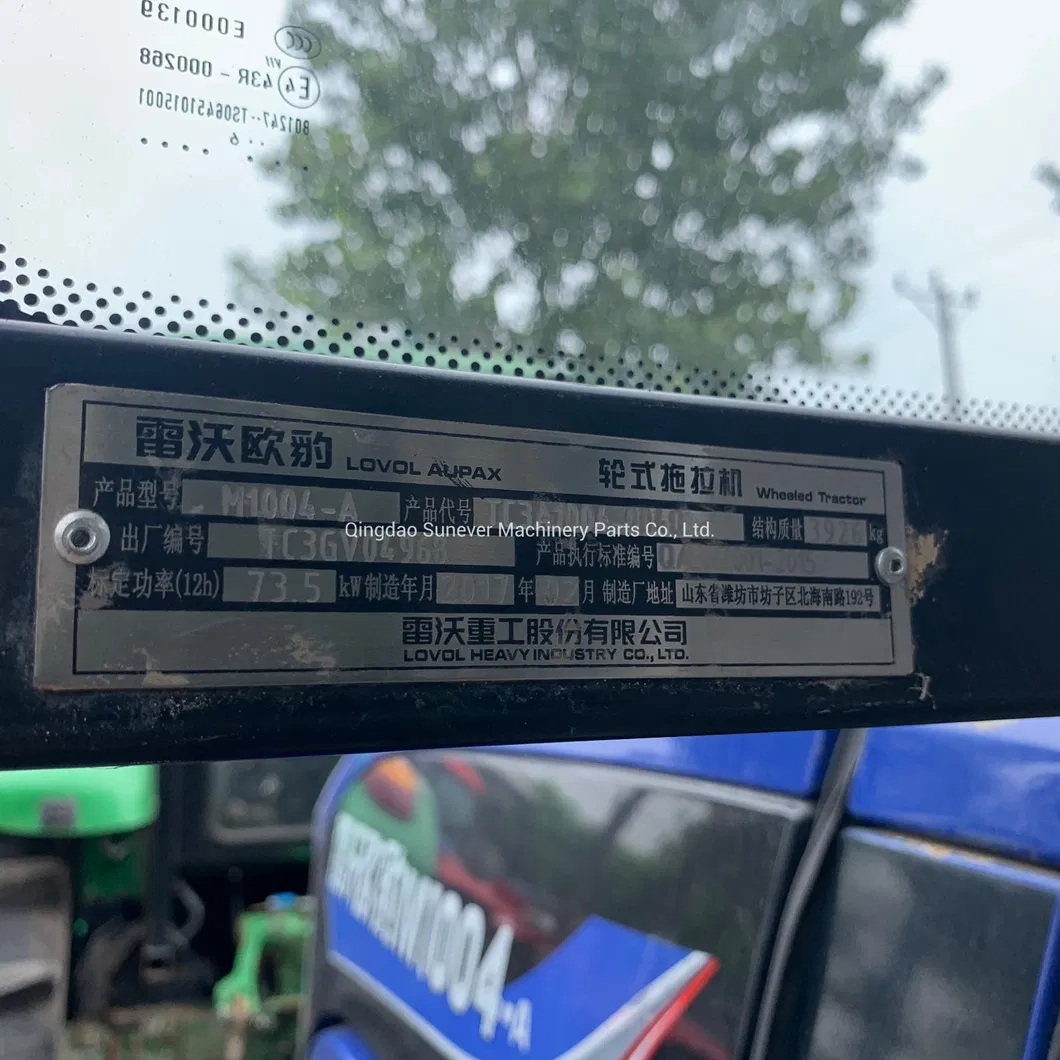 E000139
E4 43R - 000268
B01247--TS06451015001
雷沃欧豹 LOVOL AUPAX 轮式拖拉机 Wheeled Tractor
产品型号 M1004-A 产品代号 结构质量 kg
Qingdao Sunever Machinery Parts Co., Ltd.
出厂编号 产品执行标准编号
标定功率(12h) 73.5 kW 制造年月 2017 年 02 月 制造厂地址 山东省潍坊市坊子区北海南路192号
雷沃重工股份有限公司
LOVOL HEAVY INDUSTRY CO., LTD.
M1004-A